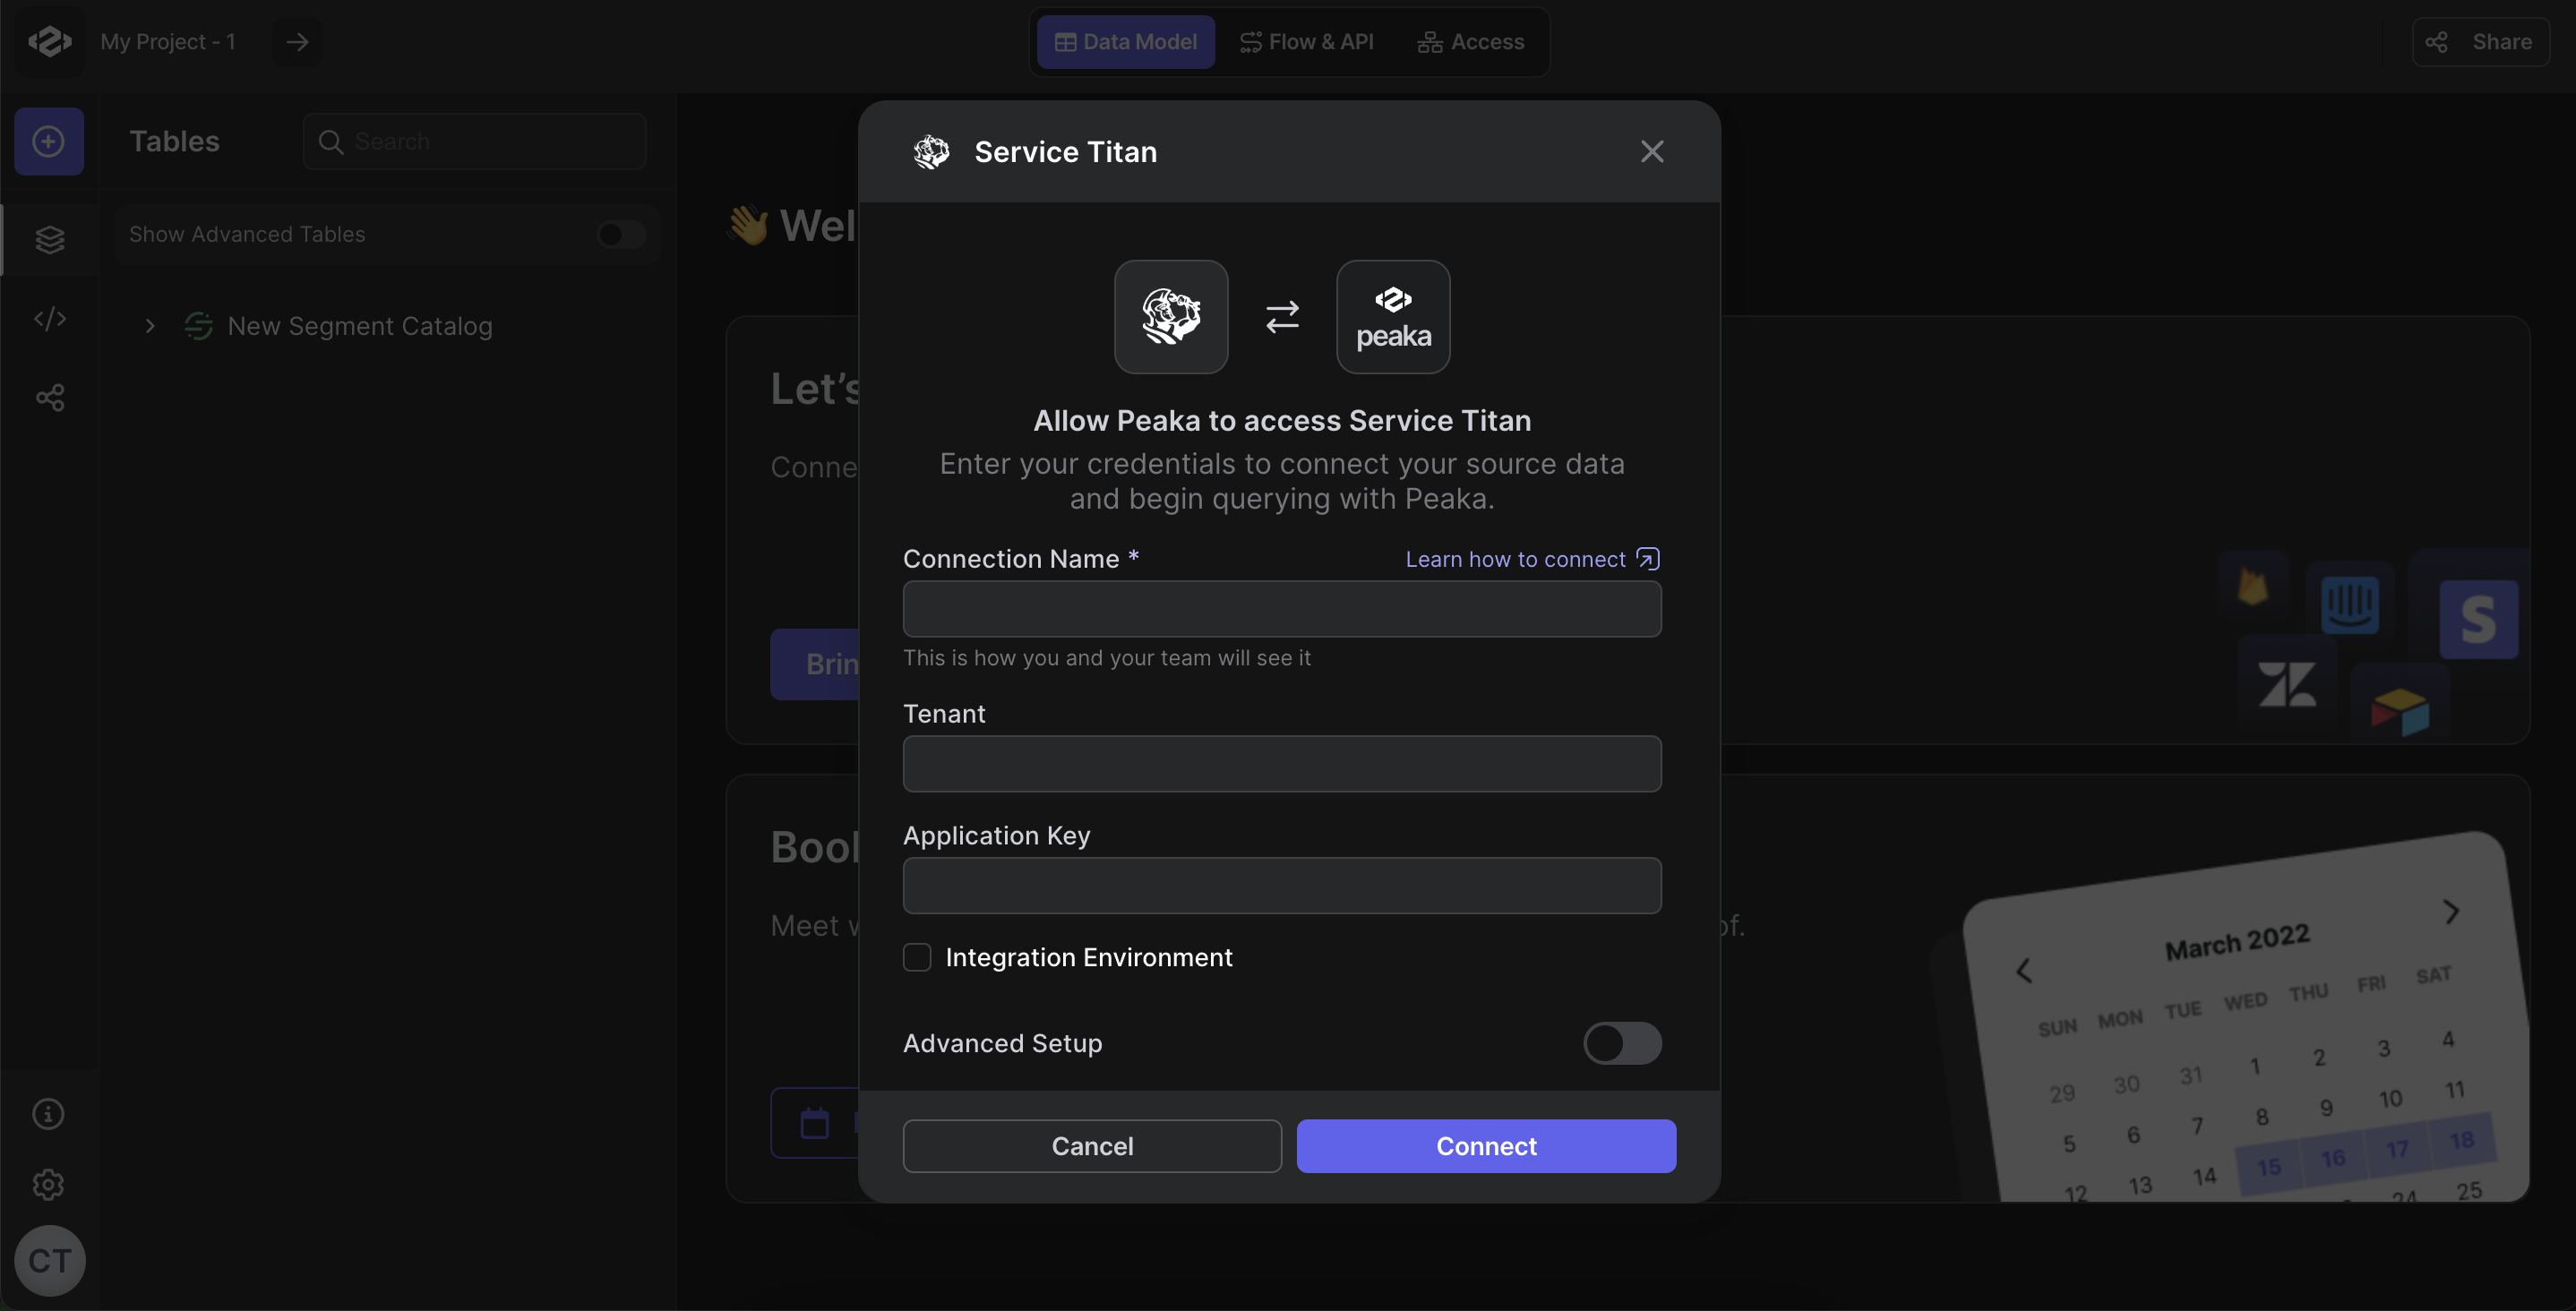 My Project - 1
Data Model
Flow & API
Access
Share
Tables
Search
Show Advanced Tables
New Segment Catalog
👋 Wel
Let's
Conne
Brin
Boo
Meet w
of.
Service Titan
peaka
Allow Peaka to access Service Titan
Enter your credentials to connect your source data
and begin querying with Peaka.
Connection Name *
Learn how to connect
This is how you and your team will see it
Tenant
Application Key
Integration Environment
Advanced Setup
Cancel
Connect
March 2022
SUN MON TUE WED THU FRI SAT
29 30 31 1 2 3 4
5 6 7 8 9 10 11
12 13 14 15 16 17 18
24 25
CT